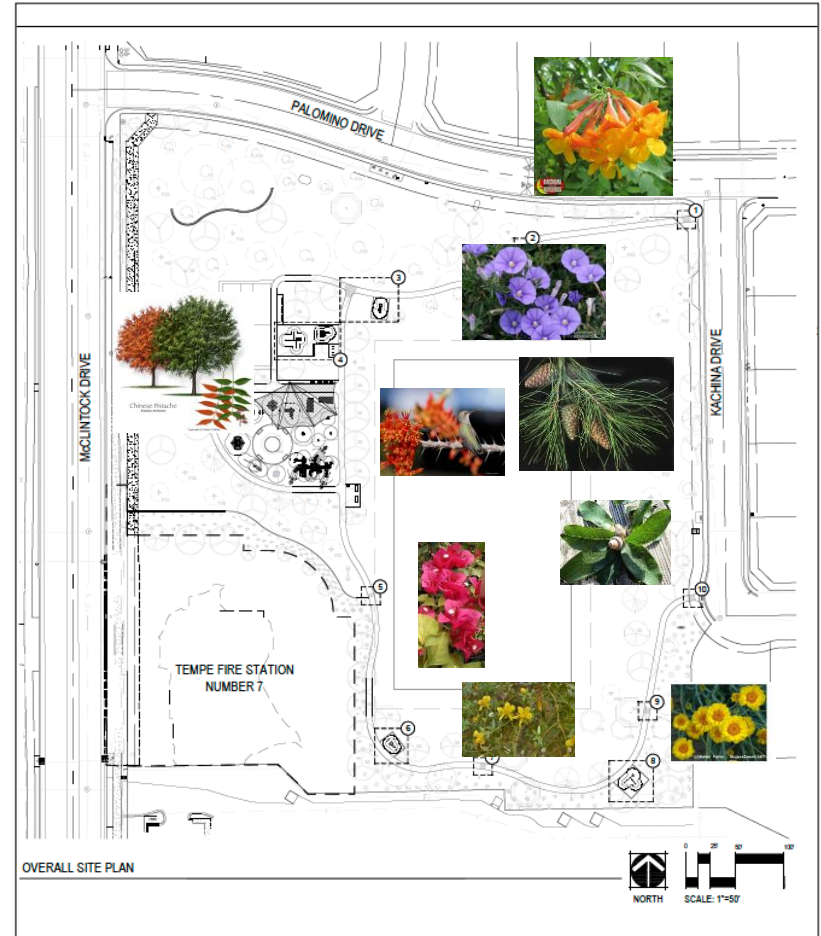 PALOMINO DRIVE
1
2
3
4
McCLINTOCK DRIVE
KACHINA DRIVE
Chinese Pistache
5
10
TEMPE FIRE STATION
NUMBER 7
9
6
8
OVERALL SITE PLAN
NORTH
0 25' 50' 100'
SCALE: 1"=50'